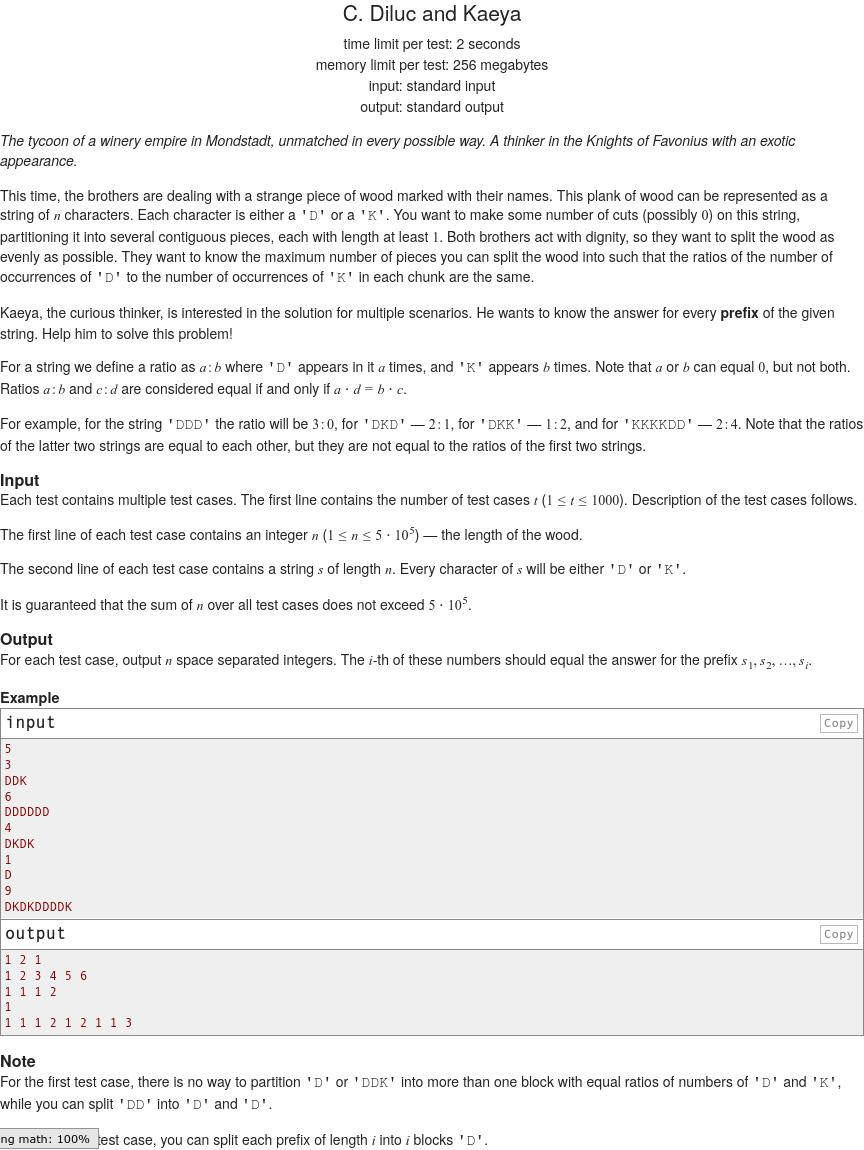 C. Diluc and Kaeya
time limit per test: 2 seconds
memory limit per test: 256 megabytes
input: standard input
output: standard output
The tycoon of a winery empire in Mondstadt, unmatched in every possible way. A thinker in the Knights of Favonius with an exotic
appearance.
This time, the brothers are dealing with a strange piece of wood marked with their names. This plank of wood can be represented as a
string of n characters. Each character is either a 'D' or a 'K'. You want to make some number of cuts (possibly 0) on this string,
partitioning it into several contiguous pieces, each with length at least 1. Both brothers act with dignity, so they want to split the wood as
evenly as possible. They want to know the maximum number of pieces you can split the wood into such that the ratios of the number of
occurrences of 'D' to the number of occurrences of 'K' in each chunk are the same.
Kaeya, the curious thinker, is interested in the solution for multiple scenarios. He wants to know the answer for every prefix of the given
string. Help him to solve this problem!
For a string we define a ratio as a : b where 'D' appears in it a times, and 'K' appears b times. Note that a or b can equal 0, but not both.
Ratios a : b and c : d are considered equal if and only if a · d = b · c.
For example, for the string 'DDD' the ratio will be 3 : 0, for 'DKD' — 2 : 1, for 'DKK' — 1 : 2, and for 'KKKKDD' — 2 : 4. Note that the ratios
of the latter two strings are equal to each other, but they are not equal to the ratios of the first two strings.
Input
Each test contains multiple test cases. The first line contains the number of test cases t (1 ≤ t ≤ 1000). Description of the test cases follows.
The first line of each test case contains an integer n (1 ≤ n ≤ 5 · 10⁵) — the length of the wood.
The second line of each test case contains a string s of length n. Every character of s will be either 'D' or 'K'.
It is guaranteed that the sum of n over all test cases does not exceed 5 · 10⁵.
Output
For each test case, output n space separated integers. The i-th of these numbers should equal the answer for the prefix s₁, s₂, …, sᵢ.
Example
input Copy
5
3
DDK
6
DDDDDD
4
DKDK
1
D
9
DKDKDDDDK
output Copy
1 2 1
1 2 3 4 5 6
1 1 1 2
1
1 1 1 2 1 2 1 1 3
Note
For the first test case, there is no way to partition 'D' or 'DDK' into more than one block with equal ratios of numbers of 'D' and 'K',
while you can split 'DD' into 'D' and 'D'.
ng math: 100% test case, you can split each prefix of length i into i blocks 'D'.